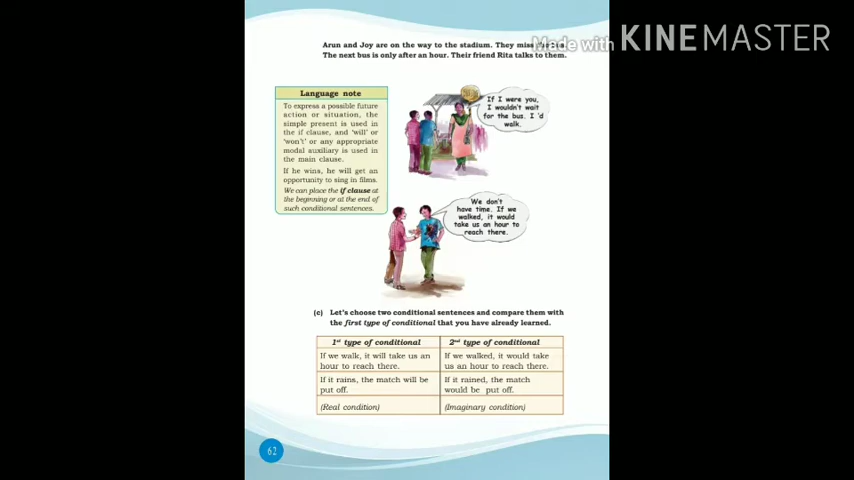 Arun and Joy are on the way to the stadium. They miss
The next bus is only after an hour. Their friend Rita talks to them.
Made with KINEMASTER
Language note
To express a possible future
action or situation, the
simple present is used in
the if clause, and 'will' or
'won't' or any appropriate
modal auxiliary is used in
the main clause.
If he wins, he will get an
opportunity to sing in films.
We can place the if clause at
the beginning or at the end of
such conditional sentences.
If I were you,
I wouldn't wait
for the bus. I 'd
walk.
We don't
have time. If we
walked, it would
take us an hour to
reach there.
(c) Let's choose two conditional sentences and compare them with
the first type of conditional that you have already learned.
1st type of conditional
2nd type of conditional
If we walk, it will take us an
hour to reach there.
If we walked, it would take
us an hour to reach there.
If it rains, the match will be
put off.
If it rained, the match
would be put off.
(Real condition)
(Imaginary condition)
62